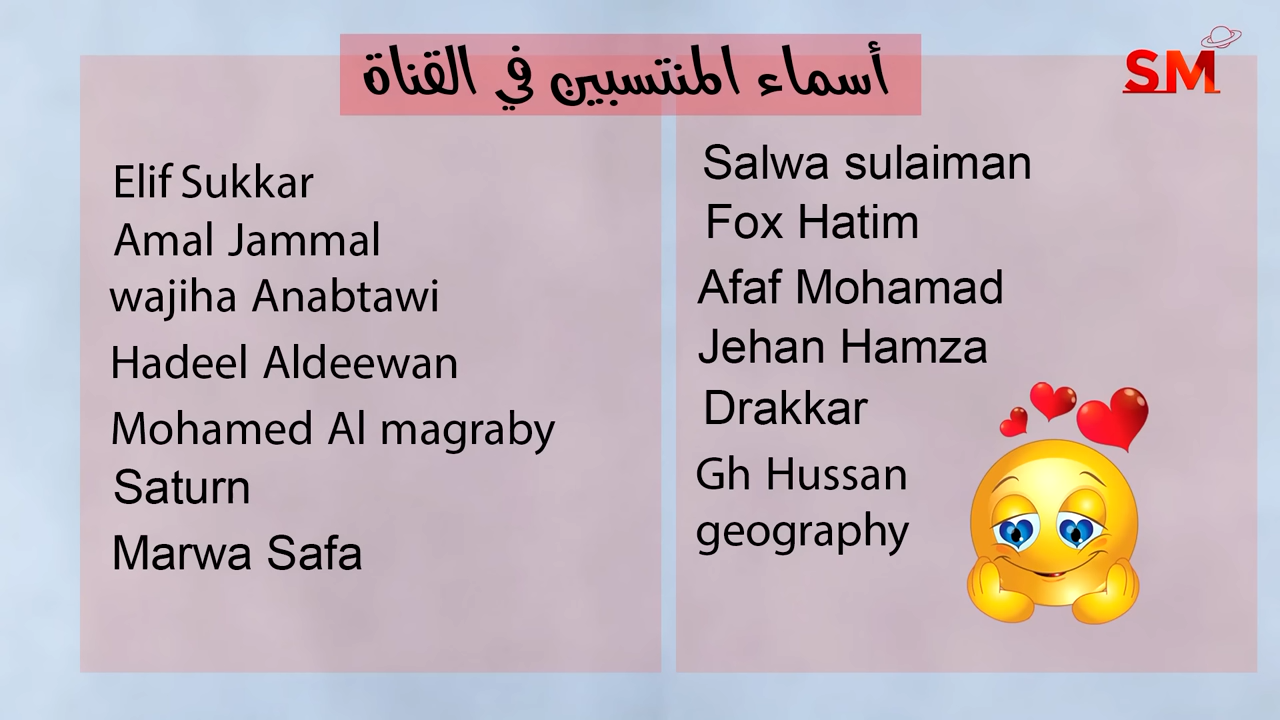 أسماء المنتسبين في القناة
SM
Elif Sukkar
Amal Jammal
wajiha Anabtawi
Hadeel Aldeewan
Mohamed Al magraby
Saturn
Marwa Safa
Salwa sulaiman
Fox Hatim
Afaf Mohamad
Jehan Hamza
Drakkar
Gh Hussan
geography